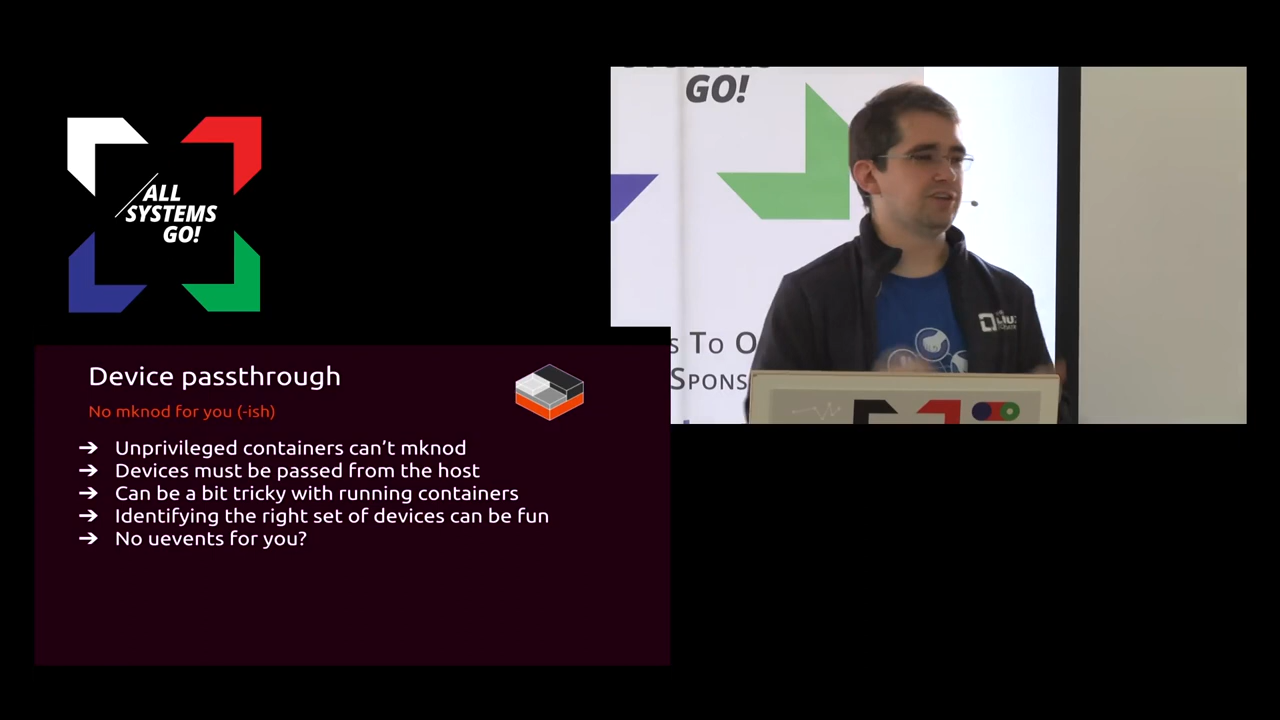 ALL
SYSTEMS
GO!
GO!
s To O
Spons
Device passthrough
No mknod for you (-ish)
➔ Unprivileged containers can’t mknod
➔ Devices must be passed from the host
➔ Can be a bit tricky with running containers
➔ Identifying the right set of devices can be fun
➔ No uevents for you?